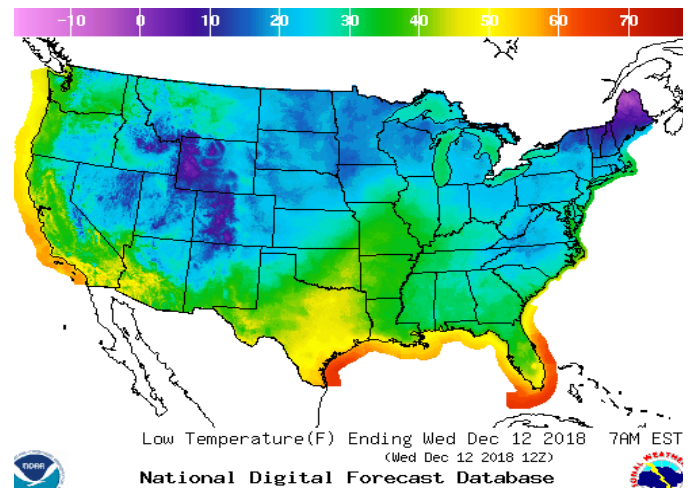 -10 0 10 20 30 40 50 60 70
Low Temperature(F) Ending Wed Dec 12 2018 7AM EST
(Wed Dec 12 2018 12Z)
National Digital Forecast Database
NOAA